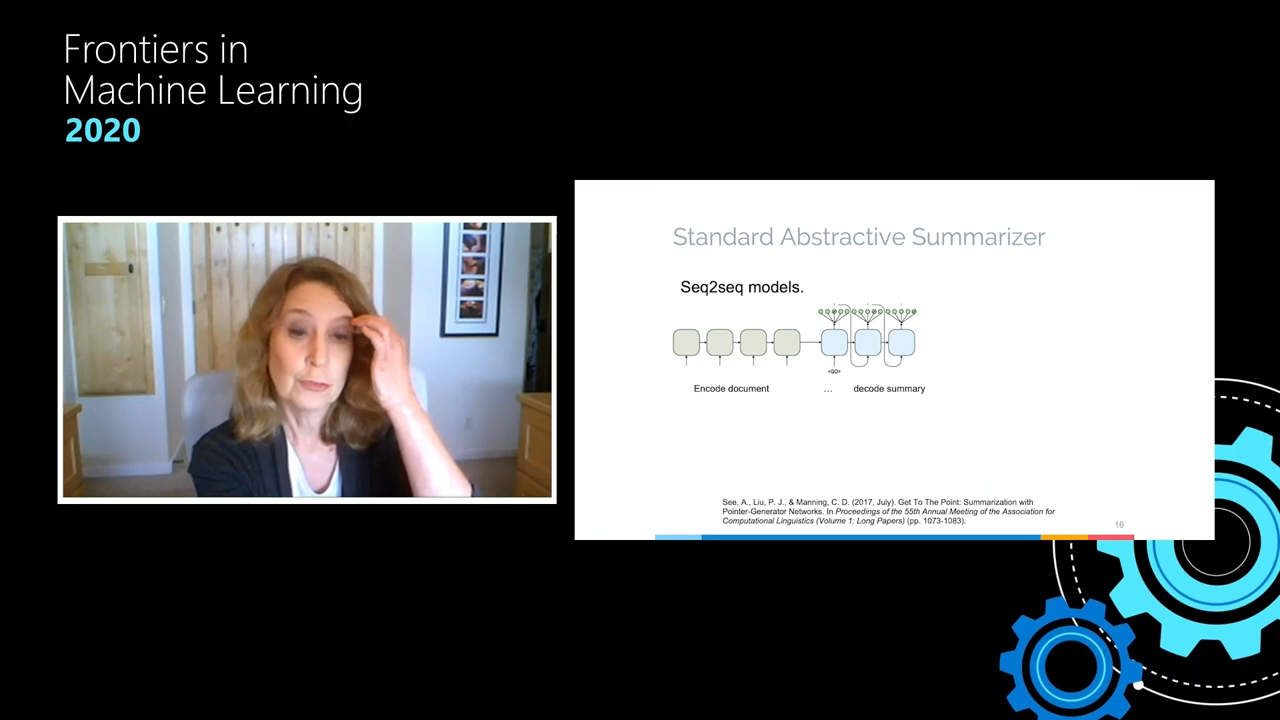 Frontiers in
Machine Learning
2020
Standard Abstractive Summarizer
Seq2seq models.
<GO>
Encode document
...
decode summary
See, A., Liu, P. J., & Manning, C. D. (2017, July). Get To The Point: Summarization with
Pointer-Generator Networks. In Proceedings of the 55th Annual Meeting of the Association for
Computational Linguistics (Volume 1: Long Papers) (pp. 1073-1083).
16